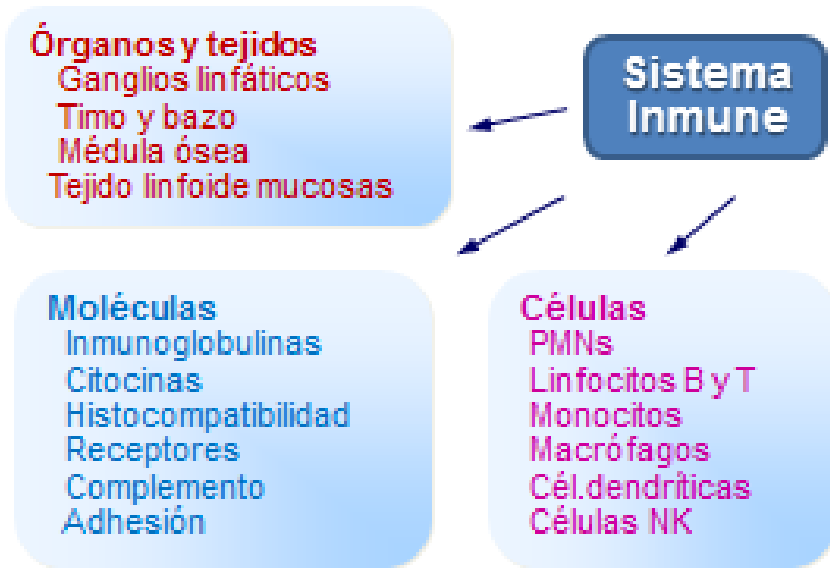 Órganos y tejidos
Ganglios linfáticos
Timo y bazo
Médula ósea
Tejido linfoide mucosas
Sistema
Inmune
Moléculas
Inmunoglobulinas
Citocinas
Histocompatibilidad
Receptores
Complemento
Adhesión
Células
PMNs
Linfocitos B y T
Monocitos
Macrófagos
Cél.dendríticas
Células NK